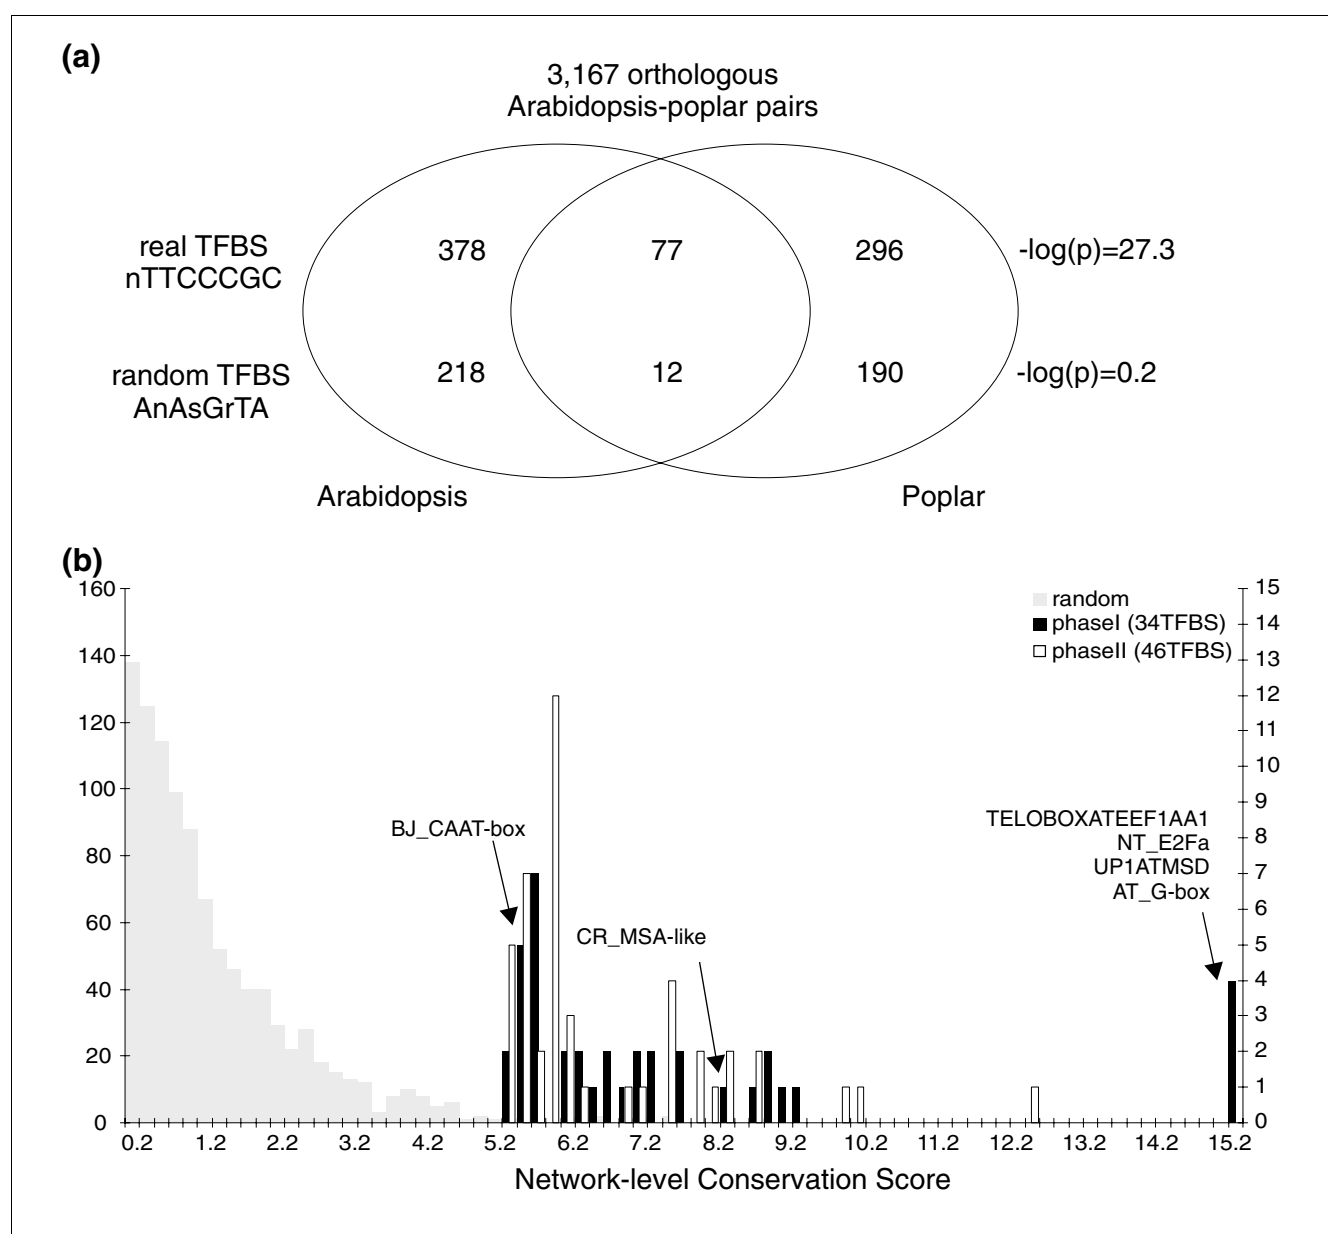 (a)
3,167 orthologous
Arabidopsis-poplar pairs
real TFBS
nTTCCCGC
378
77
296
-log(p)=27.3
random TFBS
AnAsGrTA
218
12
190
-log(p)=0.2
Arabidopsis
Poplar
(b)
160
140
120
100
80
60
40
20
0
random
phaseI (34TFBS)
phaseII (46TFBS)
BJ_CAAT-box
CR_MSA-like
TELOBOXATEEF1AA1
NT_E2Fa
UP1ATMSD
AT_G-box
15
14
13
12
11
10
9
8
7
6
5
4
3
2
1
0
0.2 1.2 2.2 3.2 4.2 5.2 6.2 7.2 8.2 9.2 10.2 11.2 12.2 13.2 14.2 15.2
Network-level Conservation Score